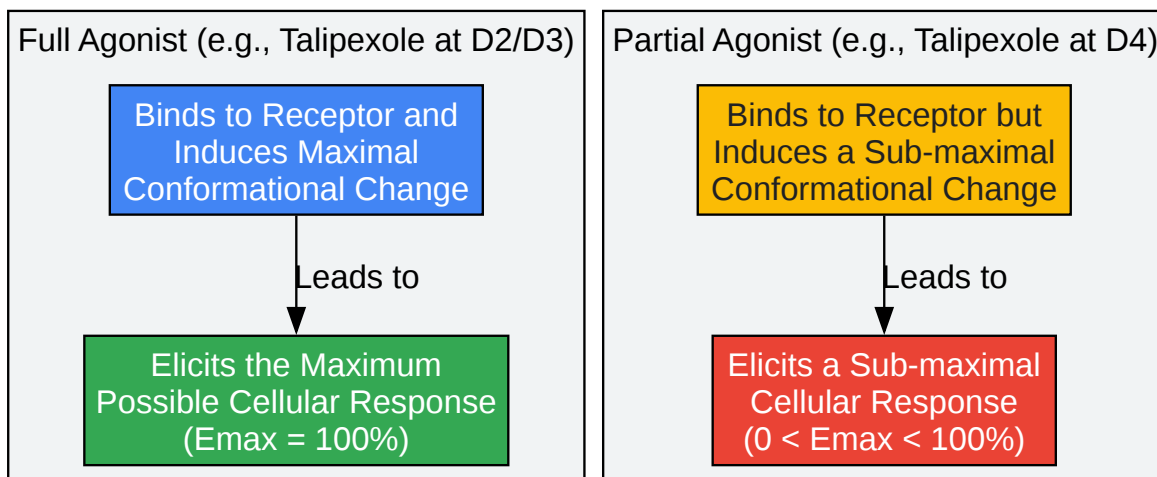 Full Agonist (e.g., Talipexole at D2/D3)
Binds to Receptor and
Induces Maximal
Conformational Change
Leads to
Elicits the Maximum
Possible Cellular Response
(Emax = 100%)
Partial Agonist (e.g., Talipexole at D4)
Binds to Receptor but
Induces a Sub-maximal
Conformational Change
Leads to
Elicits a Sub-maximal
Cellular Response
(0 < Emax < 100%)